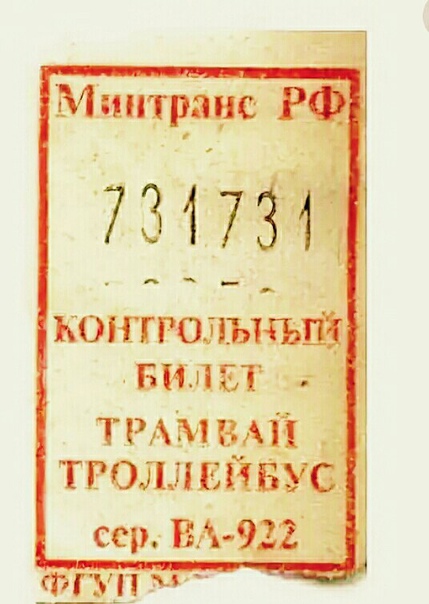 Минтранс РФ
731731
КОНТРОЛЬНЫЙ
БИЛЕТ
ТРАМВАЙ
ТРОЛЛЕЙБУС
сер. ВА-922
ФГУП